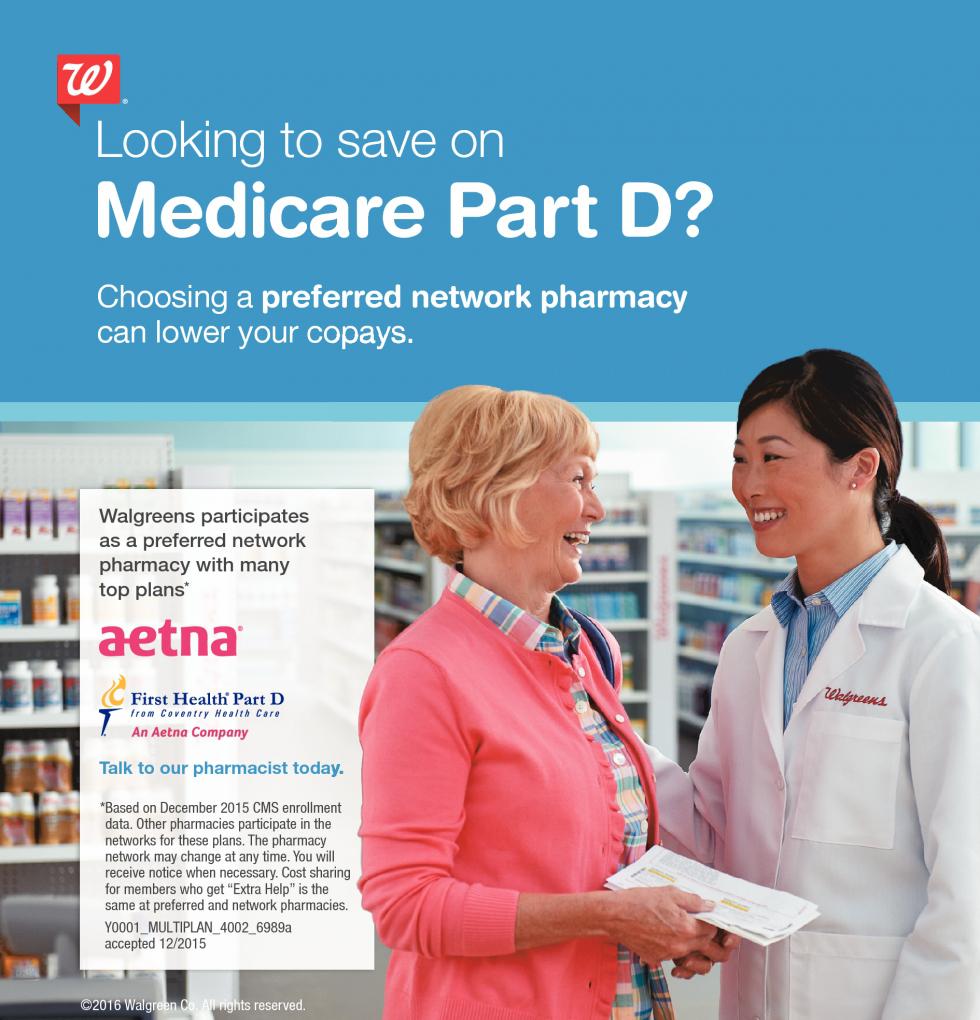 W®
Looking to save on
Medicare Part D?
Choosing a preferred network pharmacy
can lower your copays.
Walgreens participates
as a preferred network
pharmacy with many
top plans*
aetna®
First Health® Part D
from Coventry Health Care
An Aetna Company
Talk to our pharmacist today.
*Based on December 2015 CMS enrollment
data. Other pharmacies participate in the
networks for these plans. The pharmacy
network may change at any time. You will
receive notice when necessary. Cost sharing
for members who get “Extra Help” is the
same at preferred and network pharmacies.
Y0001_MULTIPLAN_4002_6989a
accepted 12/2015
Walgreens
Walgreens
©2016 Walgreen Co. All rights reserved.